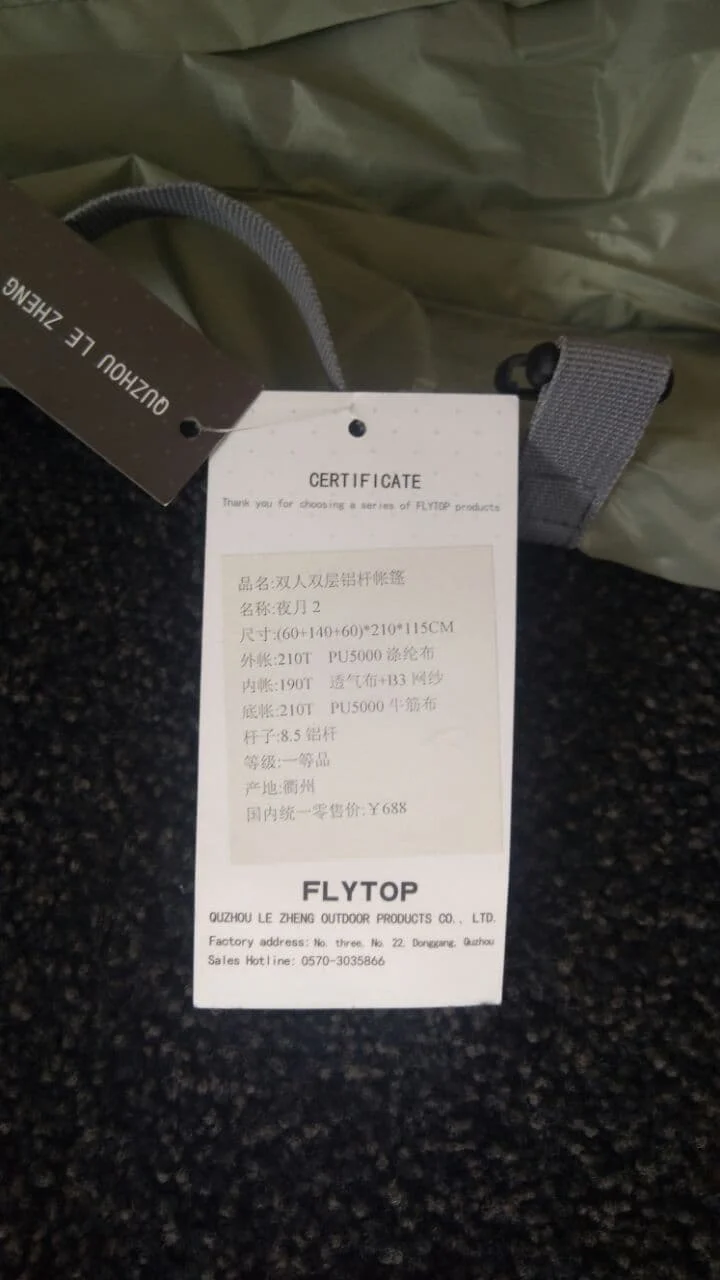 QUZHOU LE ZHENG
CERTIFICATE
Thank you for choosing a series of FLYTOP products
品名:双人双层铝杆帐篷
名称:夜月 2
尺寸:(60+140+60)*210*115CM
外帐:210T PU5000 涤纶布
内帐:190T 透气布+B3 网纱
底帐:210T PU5000 牛筋布
杆子:8.5 铝杆
等级:一等品
产地:衢州
国内统一零售价:￥688
FLYTOP
QUZHOU LE ZHENG OUTDOOR PRODUCTS CO., LTD.
Factory address: No. three, No. 22, Donggang, Quzhou
Sales Hotline: 0570-3035866